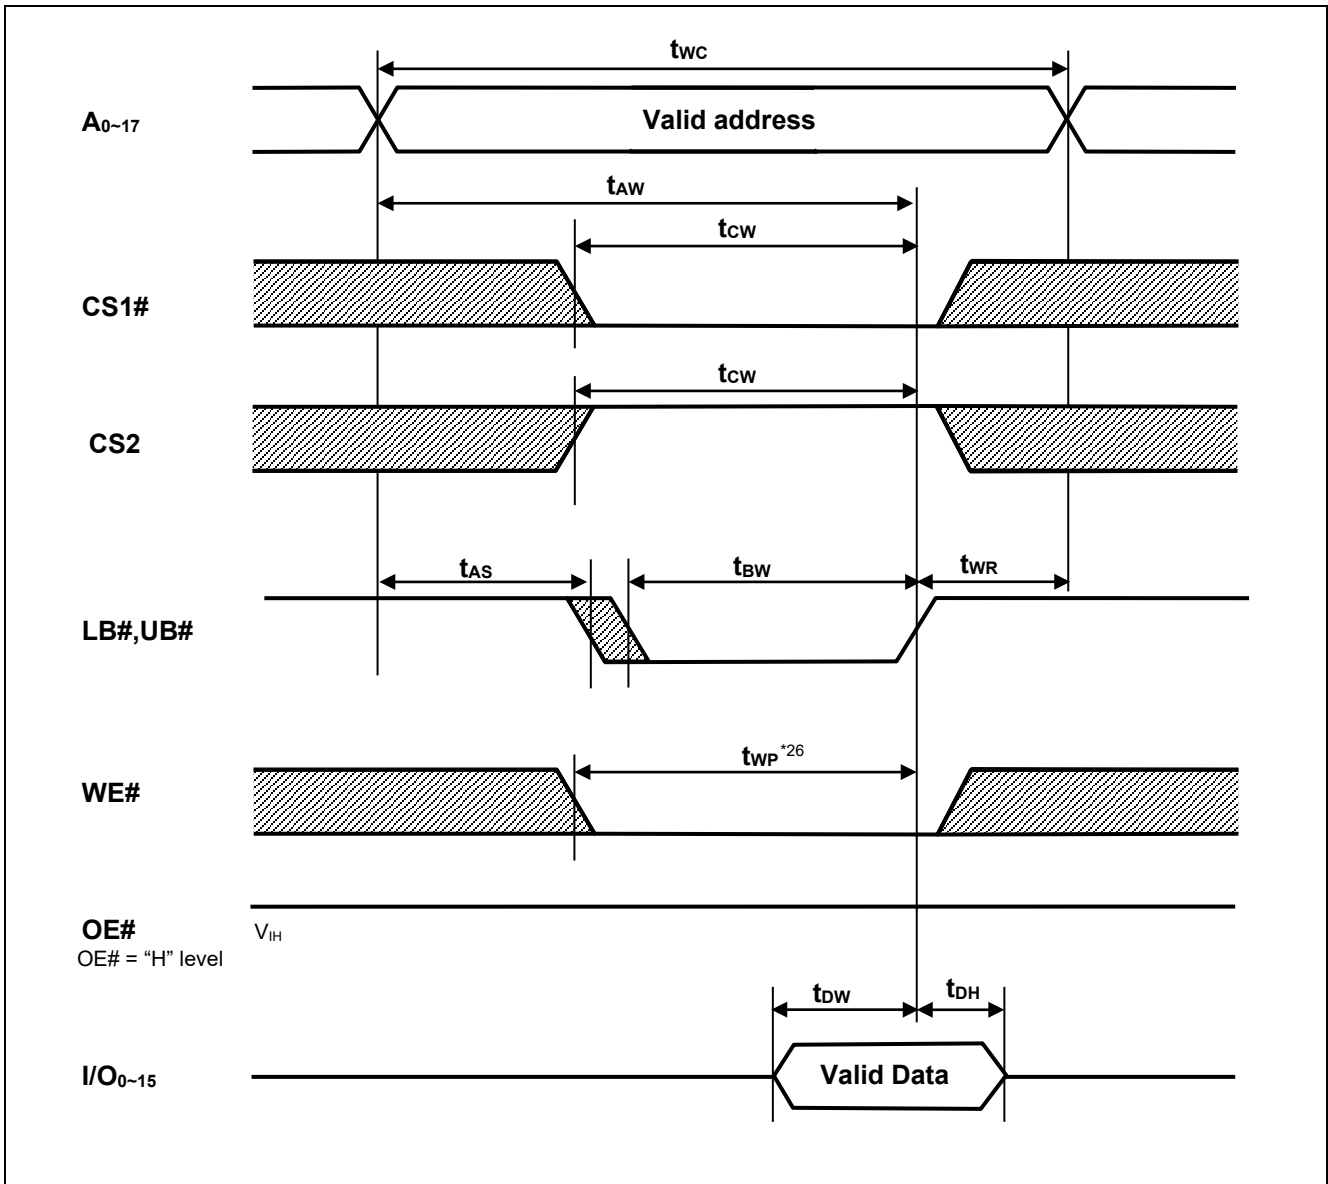 tWC
A0~17 Valid address
tAW
tCW
CS1#
tCW
CS2
tAS tBW tWR
LB#,UB#
tWP*26
WE#
OE# VIH
OE# = “H” level
tDW tDH
I/O0~15 Valid Data